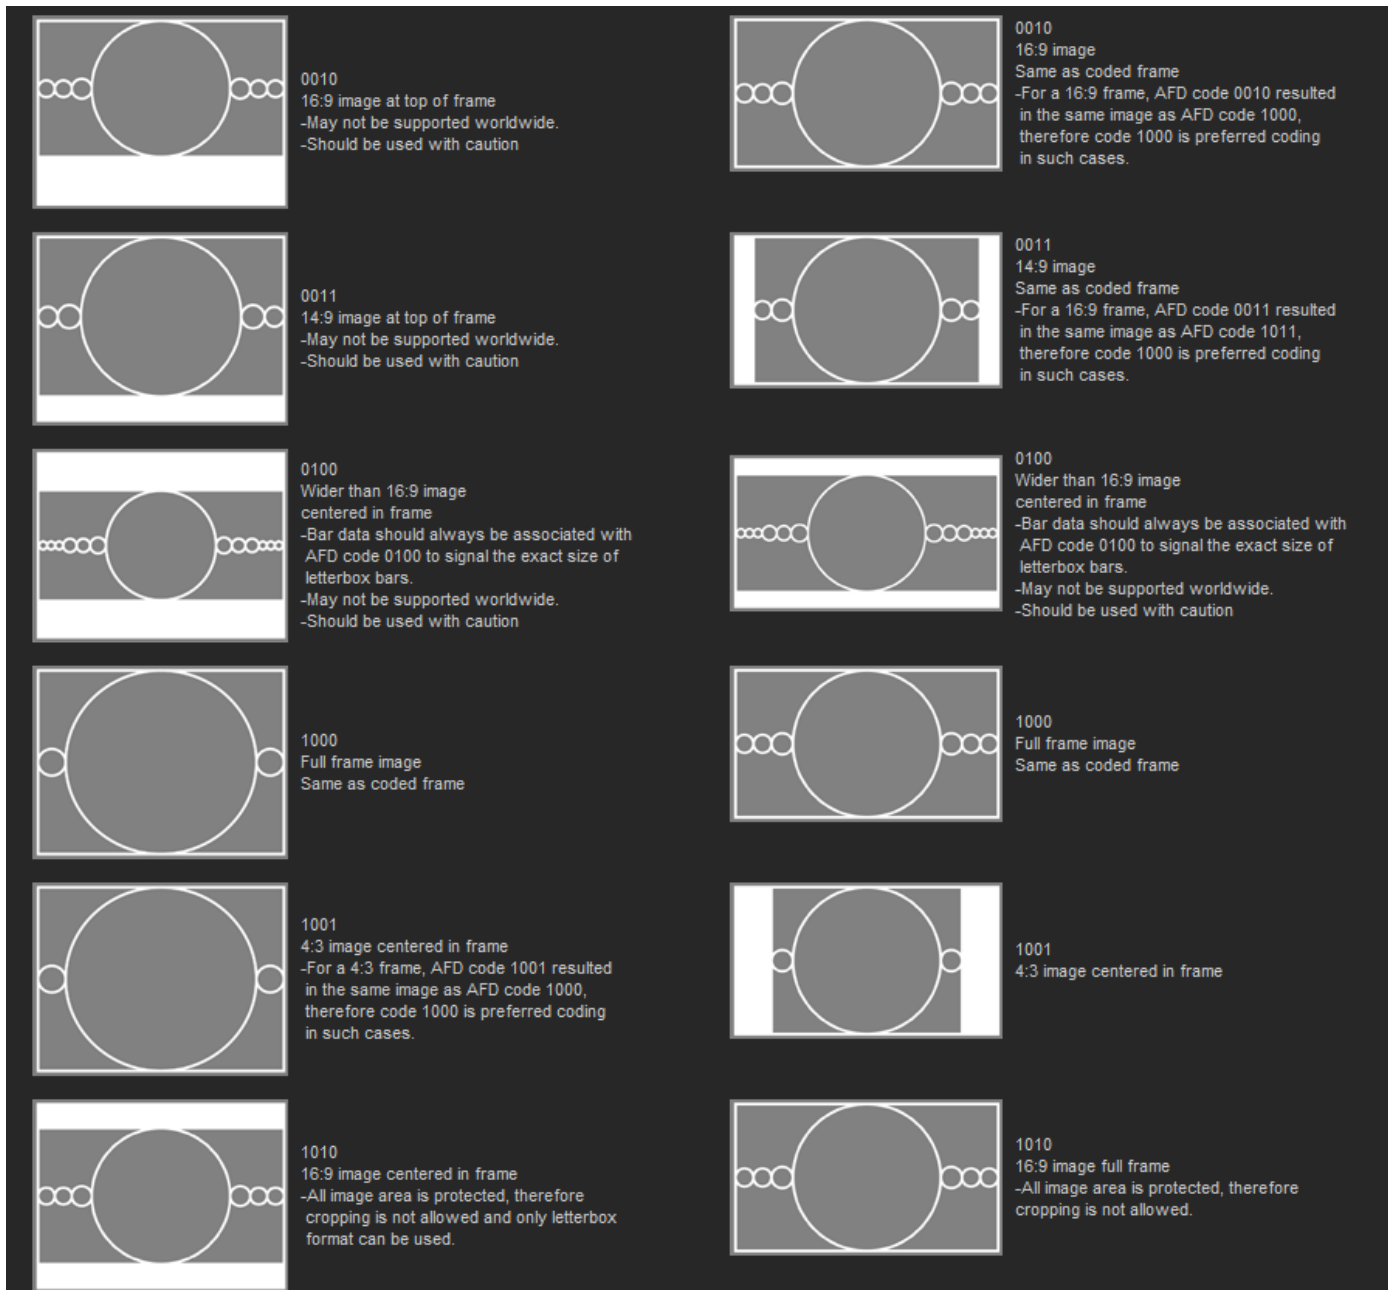 0010
16:9 image at top of frame
-May not be supported worldwide.
-Should be used with caution
0010
16:9 image
Same as coded frame
-For a 16:9 frame, AFD code 0010 resulted
in the same image as AFD code 1000,
therefore code 1000 is preferred coding
in such cases.
0011
14:9 image at top of frame
-May not be supported worldwide.
-Should be used with caution
0011
14:9 image
Same as coded frame
-For a 16:9 frame, AFD code 0011 resulted
in the same image as AFD code 1011,
therefore code 1000 is preferred coding
in such cases.
0100
Wider than 16:9 image
centered in frame
-Bar data should always be associated with
AFD code 0100 to signal the exact size of
letterbox bars.
-May not be supported worldwide.
-Should be used with caution
0100
Wider than 16:9 image
centered in frame
-Bar data should always be associated with
AFD code 0100 to signal the exact size of
letterbox bars.
-May not be supported worldwide.
-Should be used with caution
1000
Full frame image
Same as coded frame
1000
Full frame image
Same as coded frame
1001
4:3 image centered in frame
-For a 4:3 frame, AFD code 1001 resulted
in the same image as AFD code 1000,
therefore code 1000 is preferred coding
in such cases.
1001
4:3 image centered in frame
1010
16:9 image centered in frame
-All image area is protected, therefore
cropping is not allowed and only letterbox
format can be used.
1010
16:9 image full frame
-All image area is protected, therefore
cropping is not allowed.